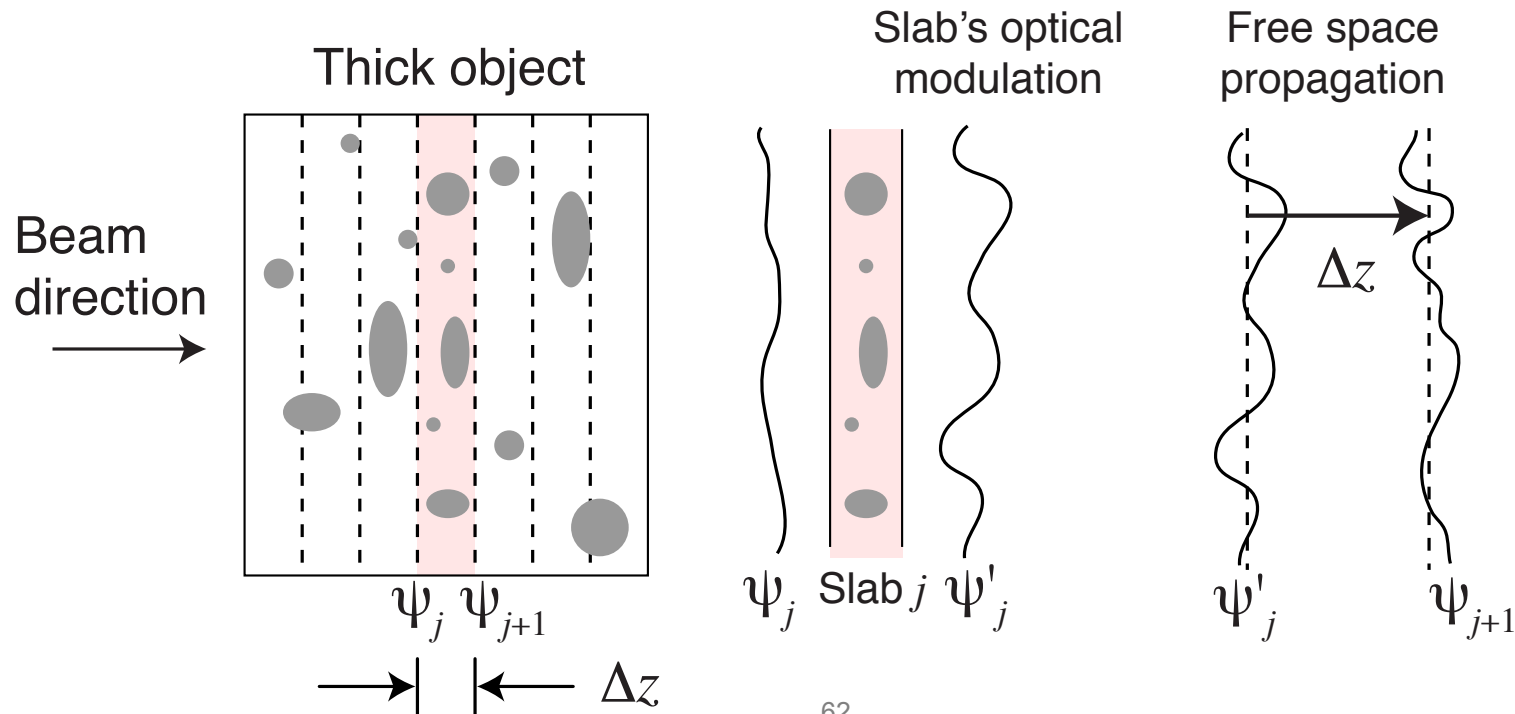 Thick object
Slab's optical
modulation
Free space
propagation
Beam
direction
Δz
ψj ψj+1
ψj Slab j ψ'j
ψ'j ψj+1
Δz
62